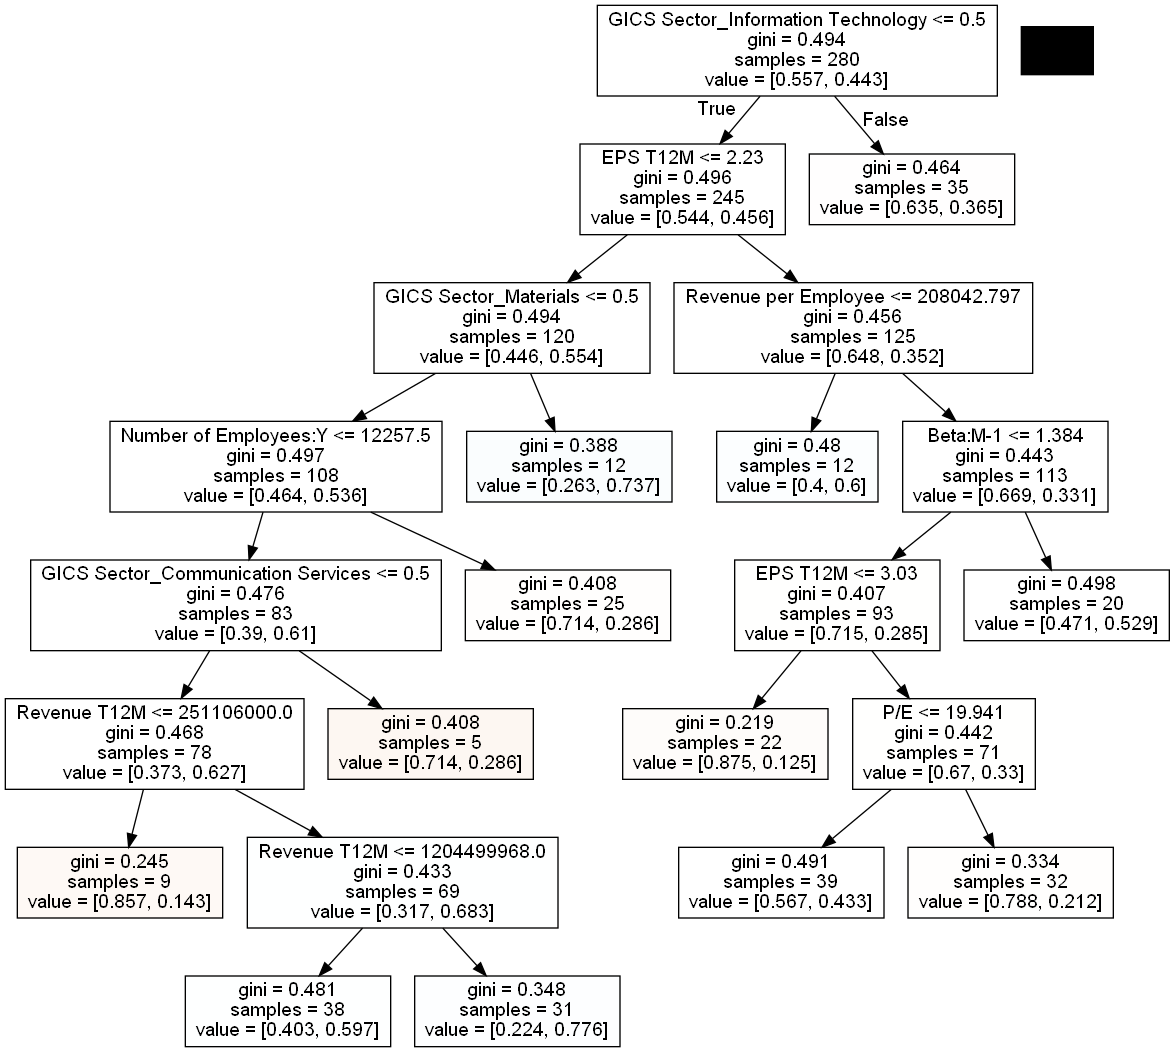 GICS Sector_Information Technology <= 0.5
gini = 0.494
samples = 280
value = [0.557, 0.443]
True
False
EPS T12M <= 2.23
gini = 0.496
samples = 245
value = [0.544, 0.456]
gini = 0.464
samples = 35
value = [0.635, 0.365]
GICS Sector_Materials <= 0.5
gini = 0.494
samples = 120
value = [0.446, 0.554]
Revenue per Employee <= 208042.797
gini = 0.456
samples = 125
value = [0.648, 0.352]
Number of Employees:Y <= 12257.5
gini = 0.497
samples = 108
value = [0.464, 0.536]
gini = 0.388
samples = 12
value = [0.263, 0.737]
gini = 0.48
samples = 12
value = [0.4, 0.6]
Beta:M-1 <= 1.384
gini = 0.443
samples = 113
value = [0.669, 0.331]
GICS Sector_Communication Services <= 0.5
gini = 0.476
samples = 83
value = [0.39, 0.61]
gini = 0.408
samples = 25
value = [0.714, 0.286]
EPS T12M <= 3.03
gini = 0.407
samples = 93
value = [0.715, 0.285]
gini = 0.498
samples = 20
value = [0.471, 0.529]
Revenue T12M <= 251106000.0
gini = 0.468
samples = 78
value = [0.373, 0.627]
gini = 0.408
samples = 5
value = [0.714, 0.286]
gini = 0.219
samples = 22
value = [0.875, 0.125]
P/E <= 19.941
gini = 0.442
samples = 71
value = [0.67, 0.33]
gini = 0.245
samples = 9
value = [0.857, 0.143]
Revenue T12M <= 1204499968.0
gini = 0.433
samples = 69
value = [0.317, 0.683]
gini = 0.491
samples = 39
value = [0.567, 0.433]
gini = 0.334
samples = 32
value = [0.788, 0.212]
gini = 0.481
samples = 38
value = [0.403, 0.597]
gini = 0.348
samples = 31
value = [0.224, 0.776]